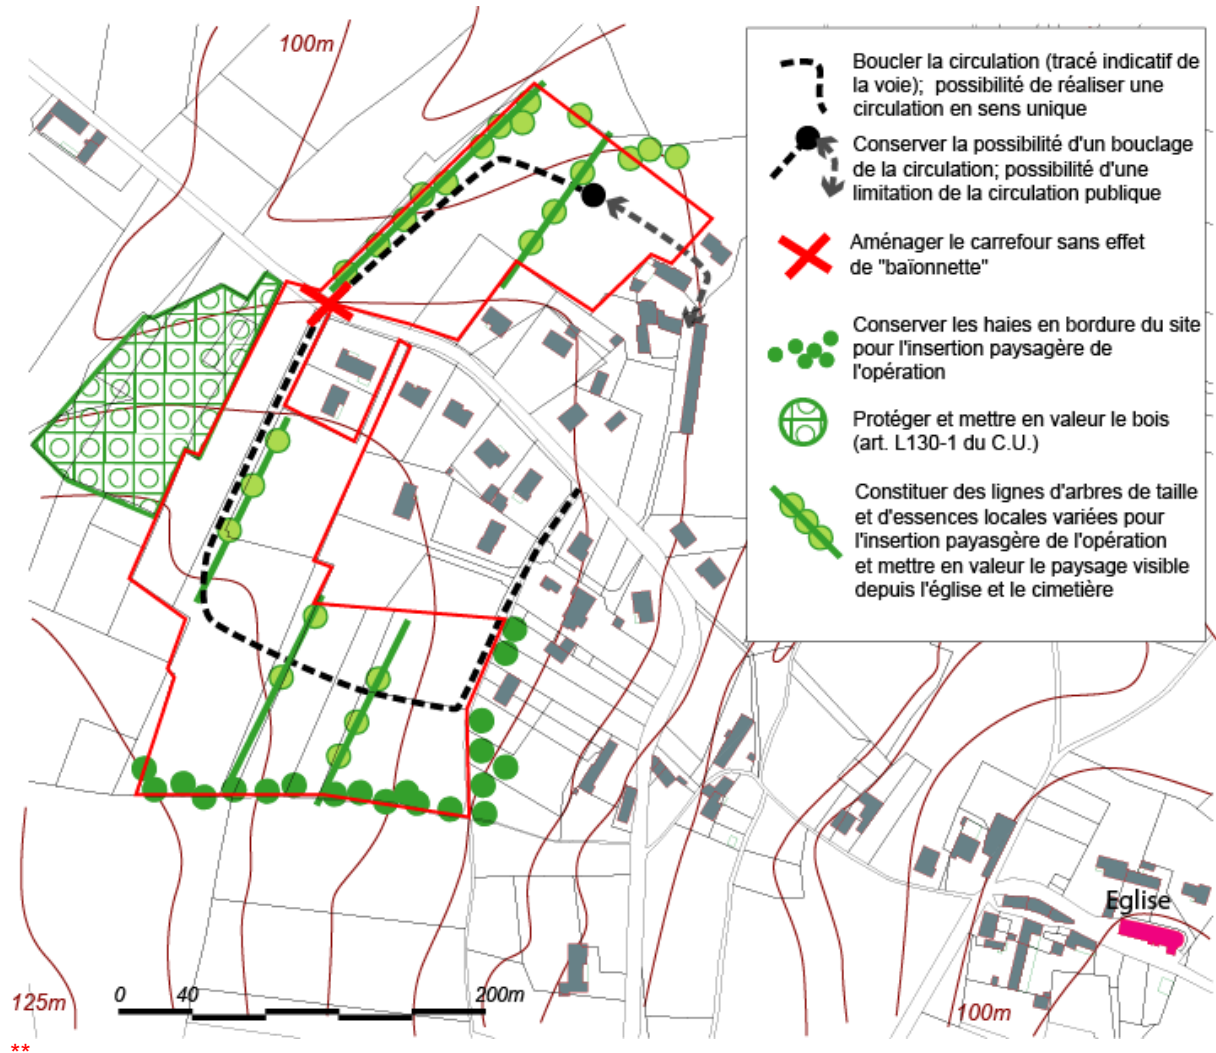 100m
Boucler la circulation (tracé indicatif de
la voie);  possibilité de réaliser une
circulation en sens unique
Conserver la possibilité d'un bouclage
de la circulation; possibilité d'une
limitation de la circulation publique
Aménager le carrefour sans effet
de "baïonnette"
Conserver les haies en bordure du site
pour l'insertion paysagère de
l'opération
Protéger et mettre en valeur le bois
(art. L130-1 du C.U.)
Constituer des lignes d'arbres de taille
et d'essences locales variées pour
l'insertion payasgère de l'opération
et mettre en valeur le paysage visible
depuis l'église et le cimetière
Eglise
125m
0 40 200m
100m
**